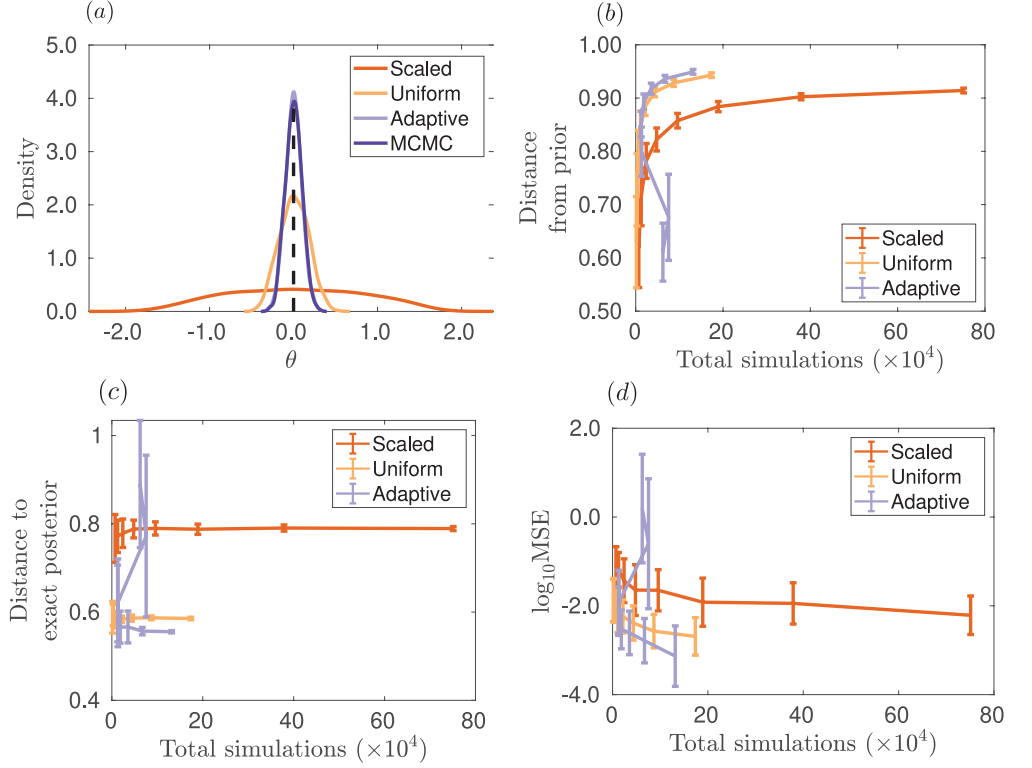 (a)
5.0
4.0
3.0
2.0
1.0
0.0
Density
-2.0 -1.0 0.0 1.0 2.0
θ
Scaled
Uniform
Adaptive
MCMC
(b)
1.00
0.90
0.80
0.70
0.60
0.50
Distance
from prior
0 20 40 60 80
Total simulations (×10⁴)
Scaled
Uniform
Adaptive
(c)
1
0.8
0.6
0.4
Distance to
exact posterior
0 20 40 60 80
Total simulations (×10⁴)
Scaled
Uniform
Adaptive
(d)
2.0
0.0
-2.0
-4.0
log₁₀MSE
0 20 40 60 80
Total simulations (×10⁴)
Scaled
Uniform
Adaptive